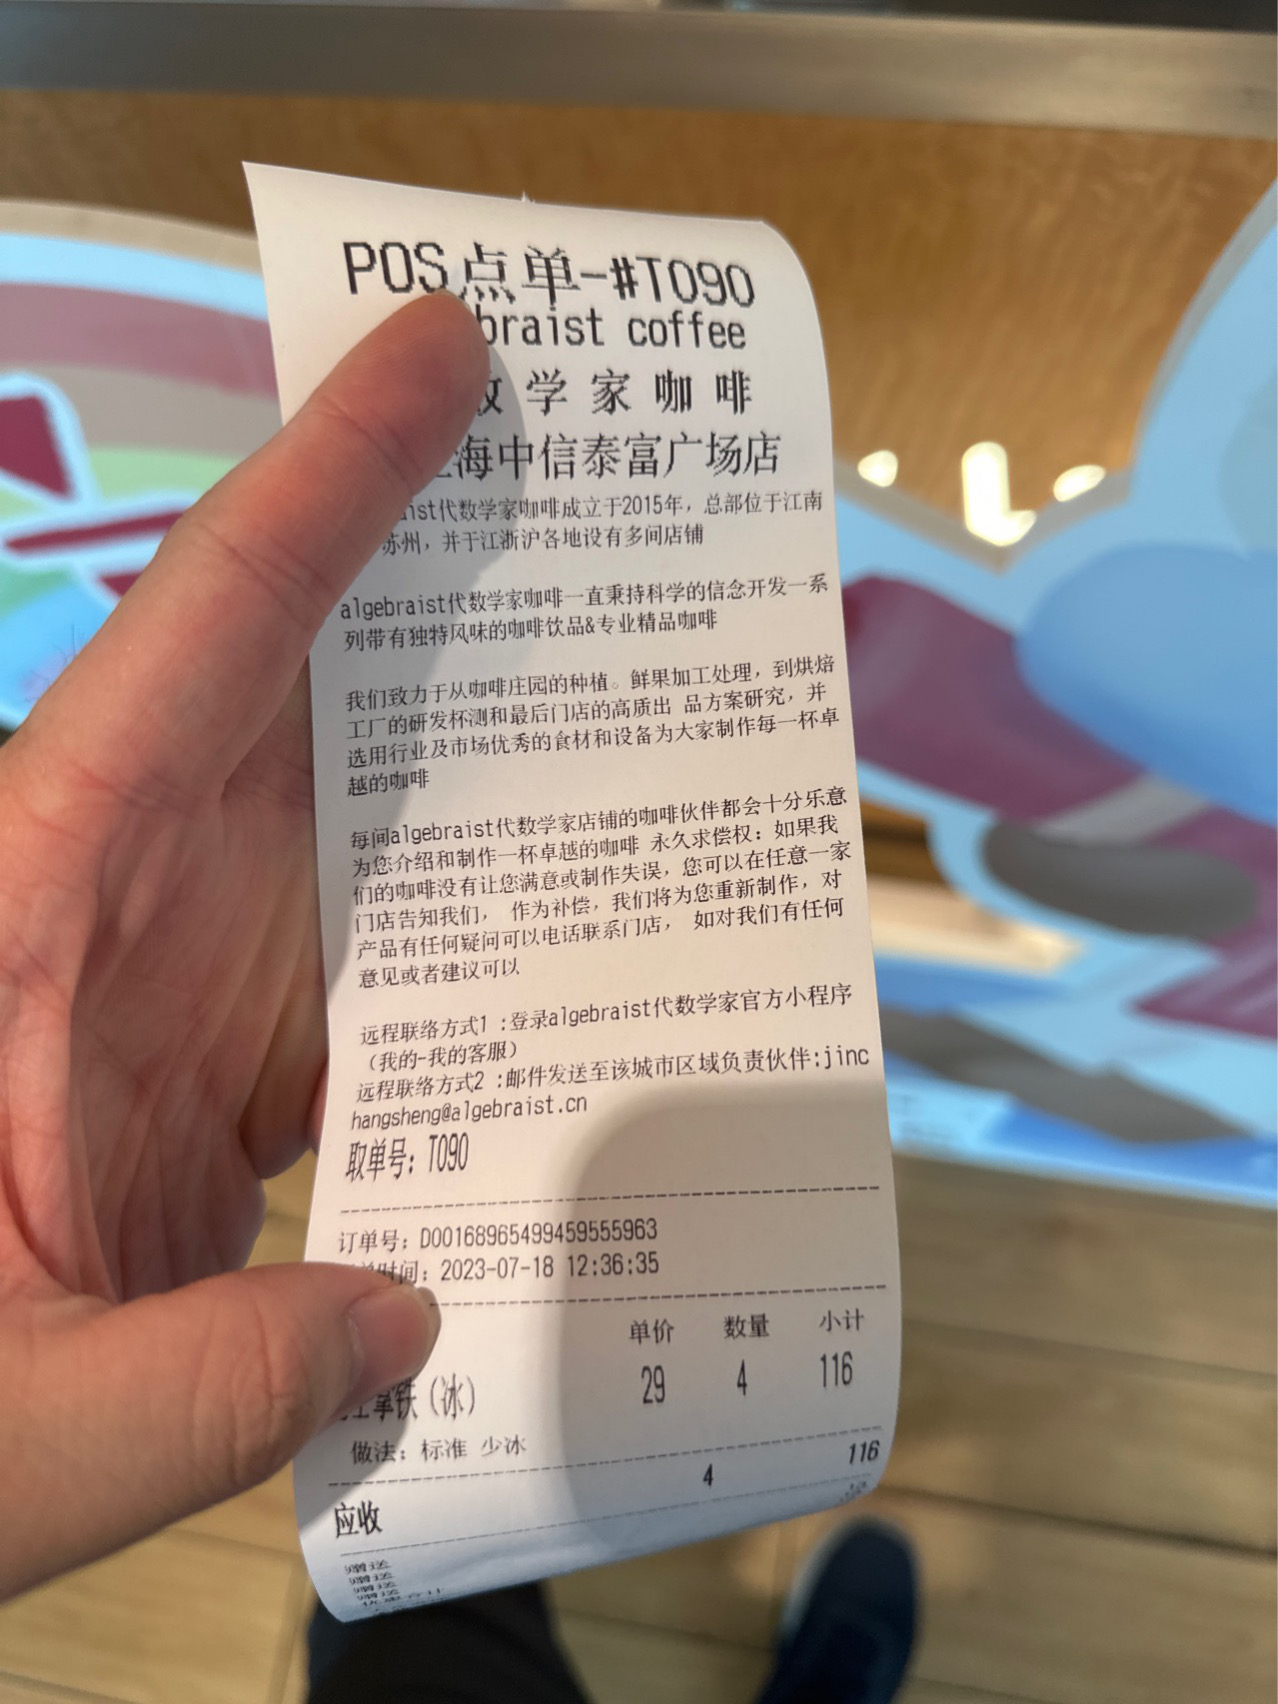 POS点单-#T090
braist coffee
学家咖啡
海中信泰富广场店
aist代数学家咖啡成立于2015年，总部位于江南
苏州，并于江浙沪各地设有多间店铺
algebraist代数学家咖啡一直秉持科学的信念开发一系
列带有独特风味的咖啡饮品&专业精品咖啡
我们致力于从咖啡庄园的种植。鲜果加工处理，到烘焙
工厂的研发杯测和最后门店的高质出 品方案研究，并
选用行业及市场优秀的食材和设备为大家制作每一杯卓
越的咖啡
每间algebraist代数学家店铺的咖啡伙伴都会十分乐意
为您介绍和制作一杯卓越的咖啡 永久求偿权：如果我
们的咖啡没有让您满意或制作失误，您可以在任意一家
门店告知我们， 作为补偿，我们将为您重新制作，对
产品有任何疑问可以电话联系门店， 如对我们有任何
意见或者建议可以
远程联络方式1 :登录algebraist代数学家官方小程序
（我的-我的客服）
远程联络方式2 :邮件发送至该城市区域负责伙伴:jinc
hangsheng@algebraist.cn
取单号：T090
订单号：D00168965499459555963
时间：2023-07-18 12:36:35
单价 数量 小计
拿铁（冰） 29 4 116
做法：标准 少冰
4 116
应收
赠送
赠送
赠送
赠送